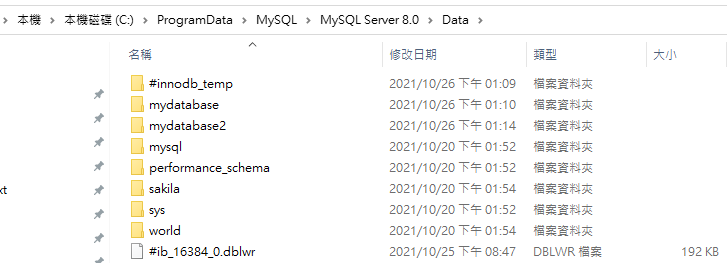 本機 > 本機磁碟 (C:) > ProgramData > MySQL > MySQL Server 8.0 > Data >
名稱 修改日期 類型 大小
#innodb_temp 2021/10/26 下午 01:09 檔案資料夾
mydatabase 2021/10/26 下午 01:10 檔案資料夾
mydatabase2 2021/10/26 下午 01:14 檔案資料夾
mysql 2021/10/20 下午 01:52 檔案資料夾
performance_schema 2021/10/20 下午 01:52 檔案資料夾
sakila 2021/10/20 下午 01:54 檔案資料夾
sys 2021/10/20 下午 01:52 檔案資料夾
xt
world 2021/10/20 下午 01:54 檔案資料夾
#ib_16384_0.dblwr 2021/10/25 下午 08:47 DBLWR 檔案 192 KB